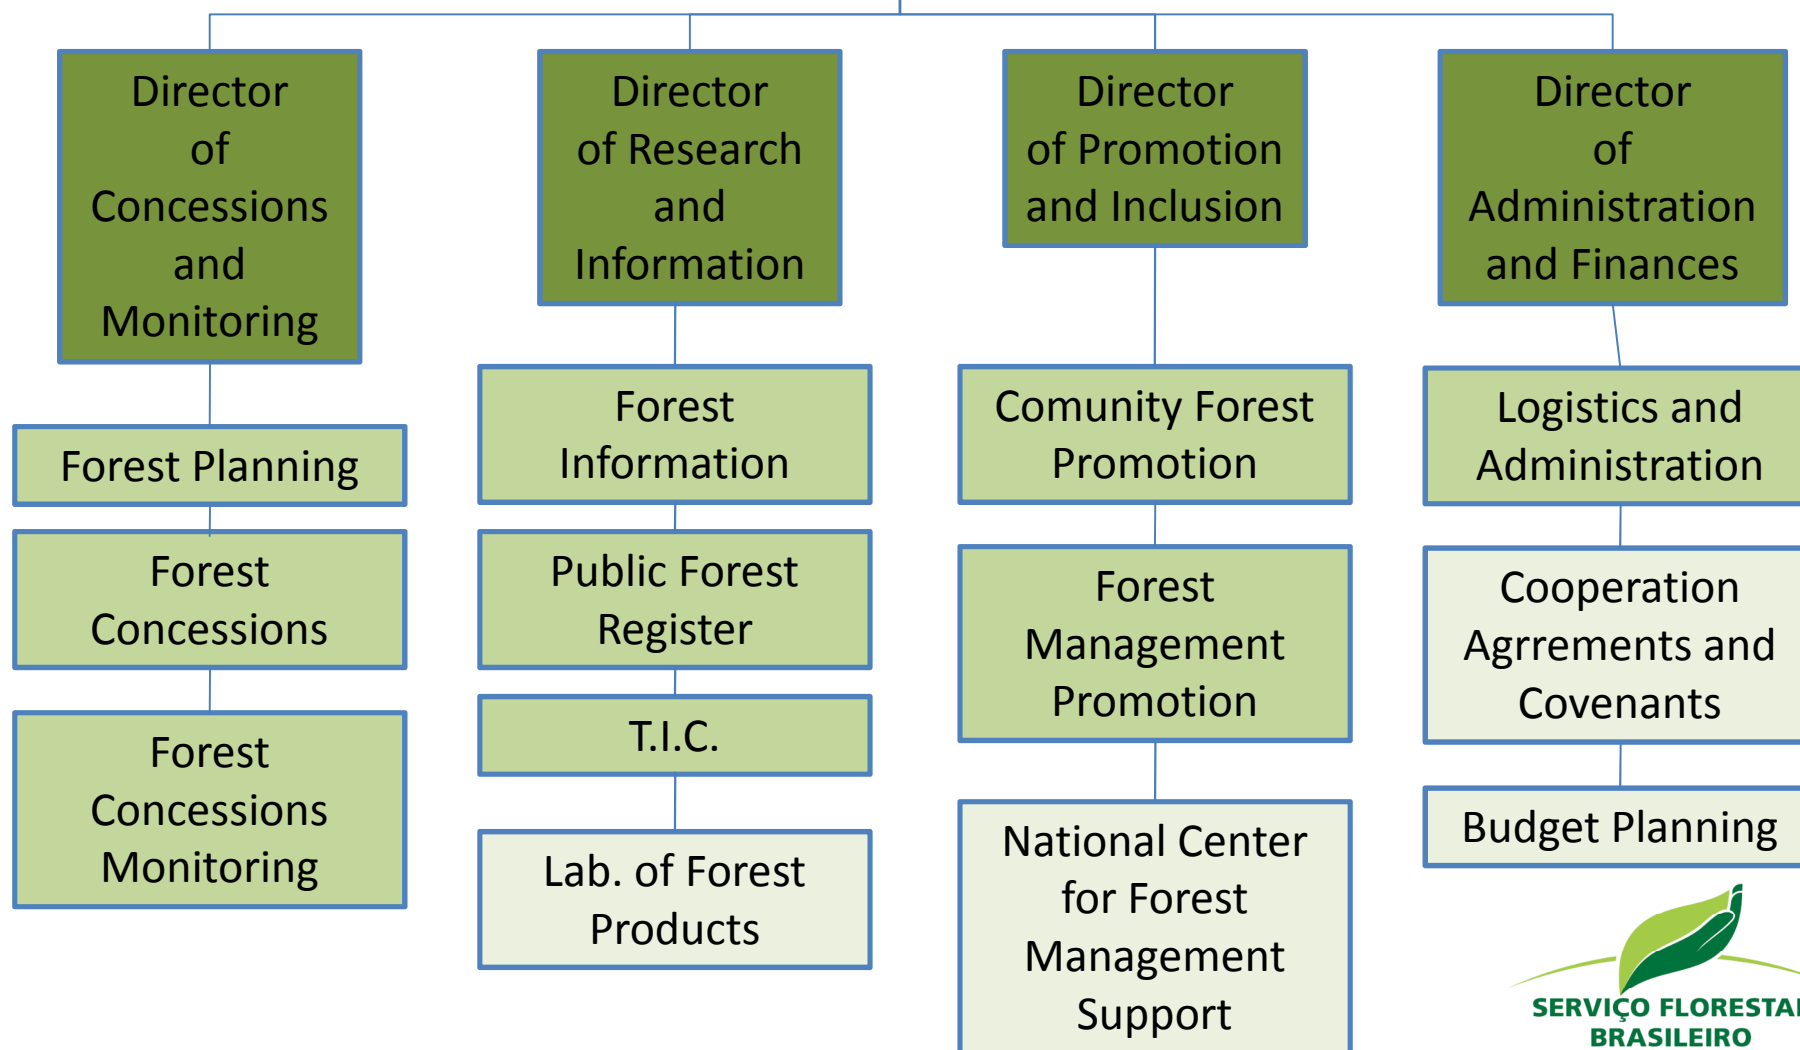 Director
of
Concessions
and
Monitoring
Forest Planning
Forest
Concessions
Forest
Concessions
Monitoring
Director
of Research
and
Information
Forest
Information
Public Forest
Register
T.I.C.
Lab. of Forest
Products
Director
of Promotion
and Inclusion
Comunity Forest
Promotion
Forest
Management
Promotion
National Center
for Forest
Management
Support
Director
of
Administration
and Finances
Logistics and
Administration
Cooperation
Agrrements and
Covenants
Budget Planning
SERVIÇO FLORESTAL
BRASILEIRO